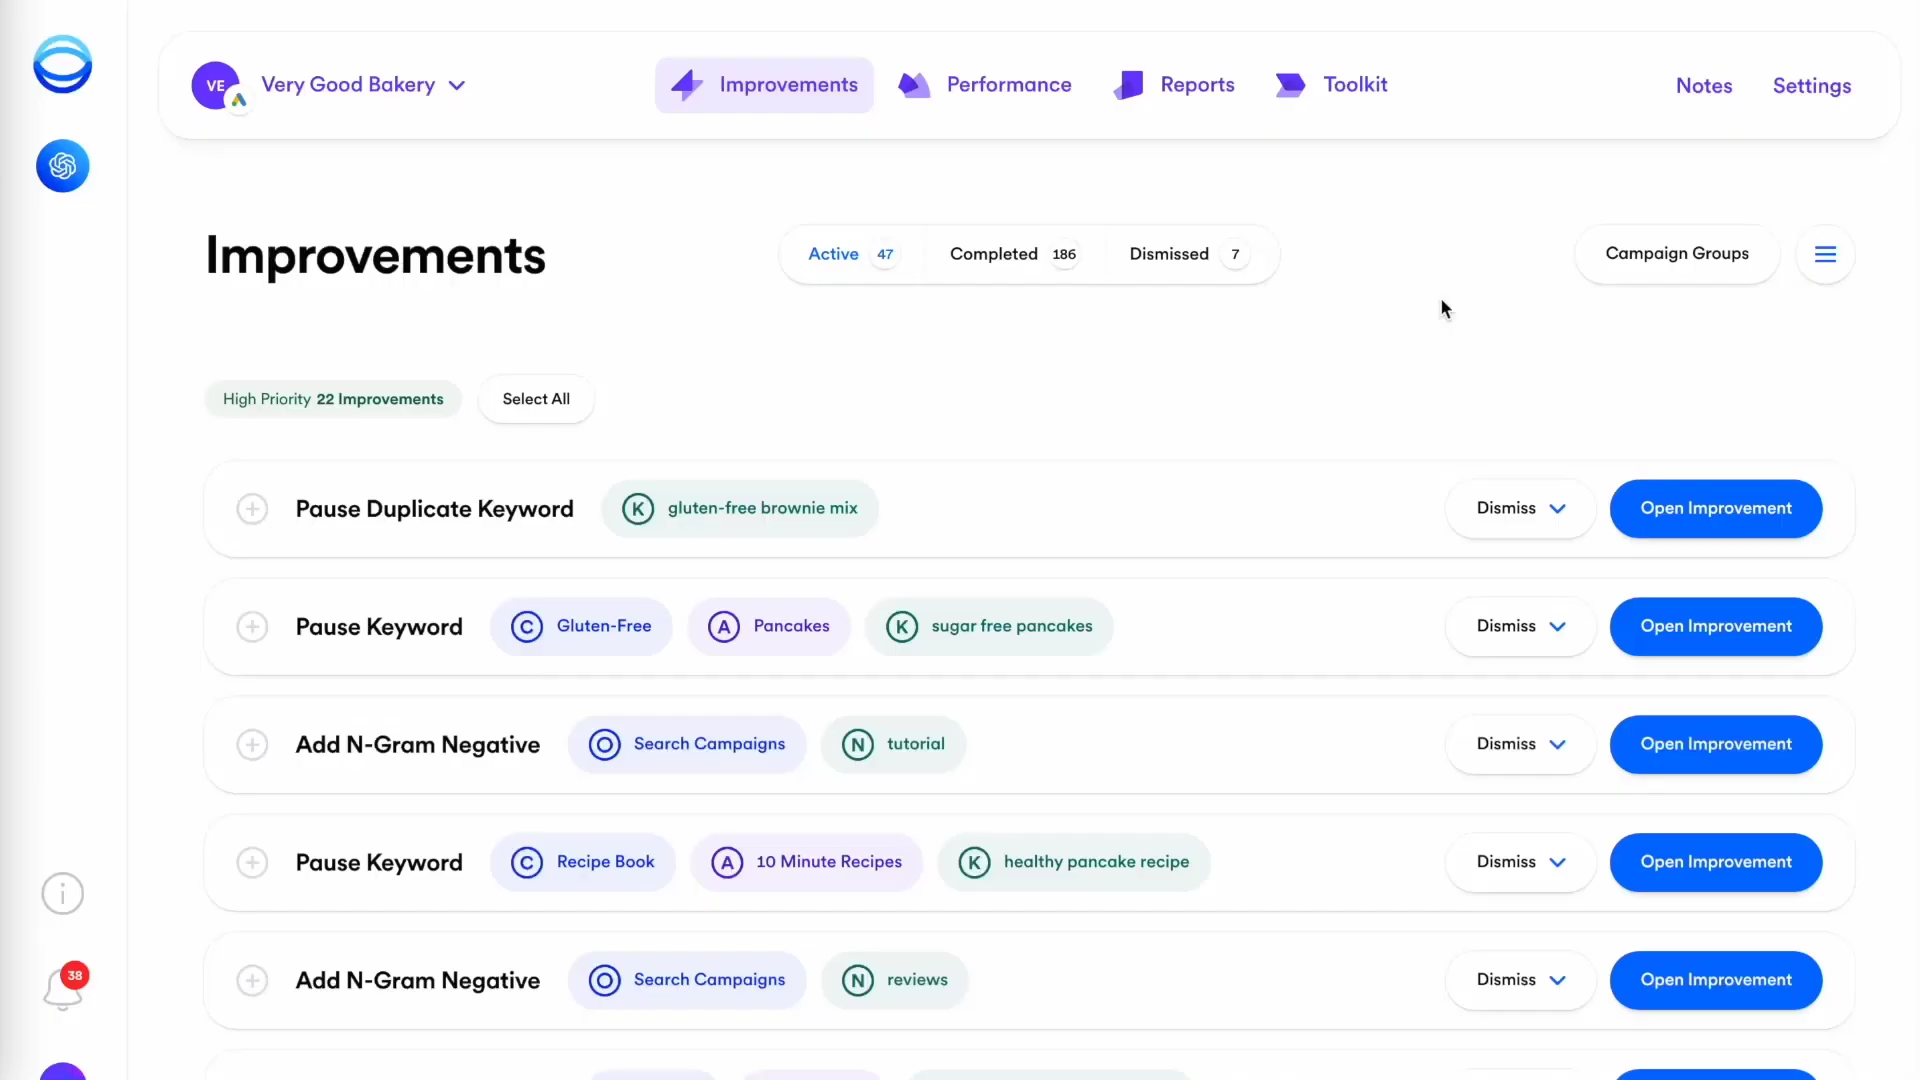 VE Very Good Bakery Improvements Performance Reports Toolkit Notes Settings
Improvements Active 47 Completed 186 Dismissed 7 Campaign Groups
High Priority 22 Improvements Select All
Pause Duplicate Keyword K gluten-free brownie mix Dismiss Open Improvement
Pause Keyword C Gluten-Free A Pancakes K sugar free pancakes Dismiss Open Improvement
Add N-Gram Negative O Search Campaigns N tutorial Dismiss Open Improvement
Pause Keyword C Recipe Book A 10 Minute Recipes K healthy pancake recipe Dismiss Open Improvement
i
38
Add N-Gram Negative O Search Campaigns N reviews Dismiss Open Improvement